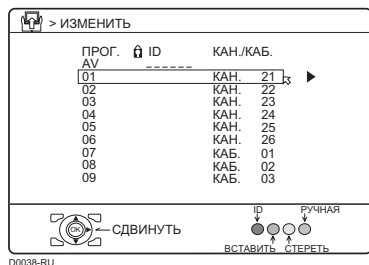 > ИЗМЕНИТЬ
ПРОГ. ID КАН./КАБ.
AV _ _ _ _ _ _
01 КАН. 21
02 КАН. 22
03 КАН. 23
04 КАН. 24
05 КАН. 25
06 КАН. 26
07 КАБ. 01
08 КАБ. 02
09 КАБ. 03
ID РУЧНАЯ
OK СДВИНУТЬ
ВСТАВИТЬ СТЕРЕТЬ
D0038-RU